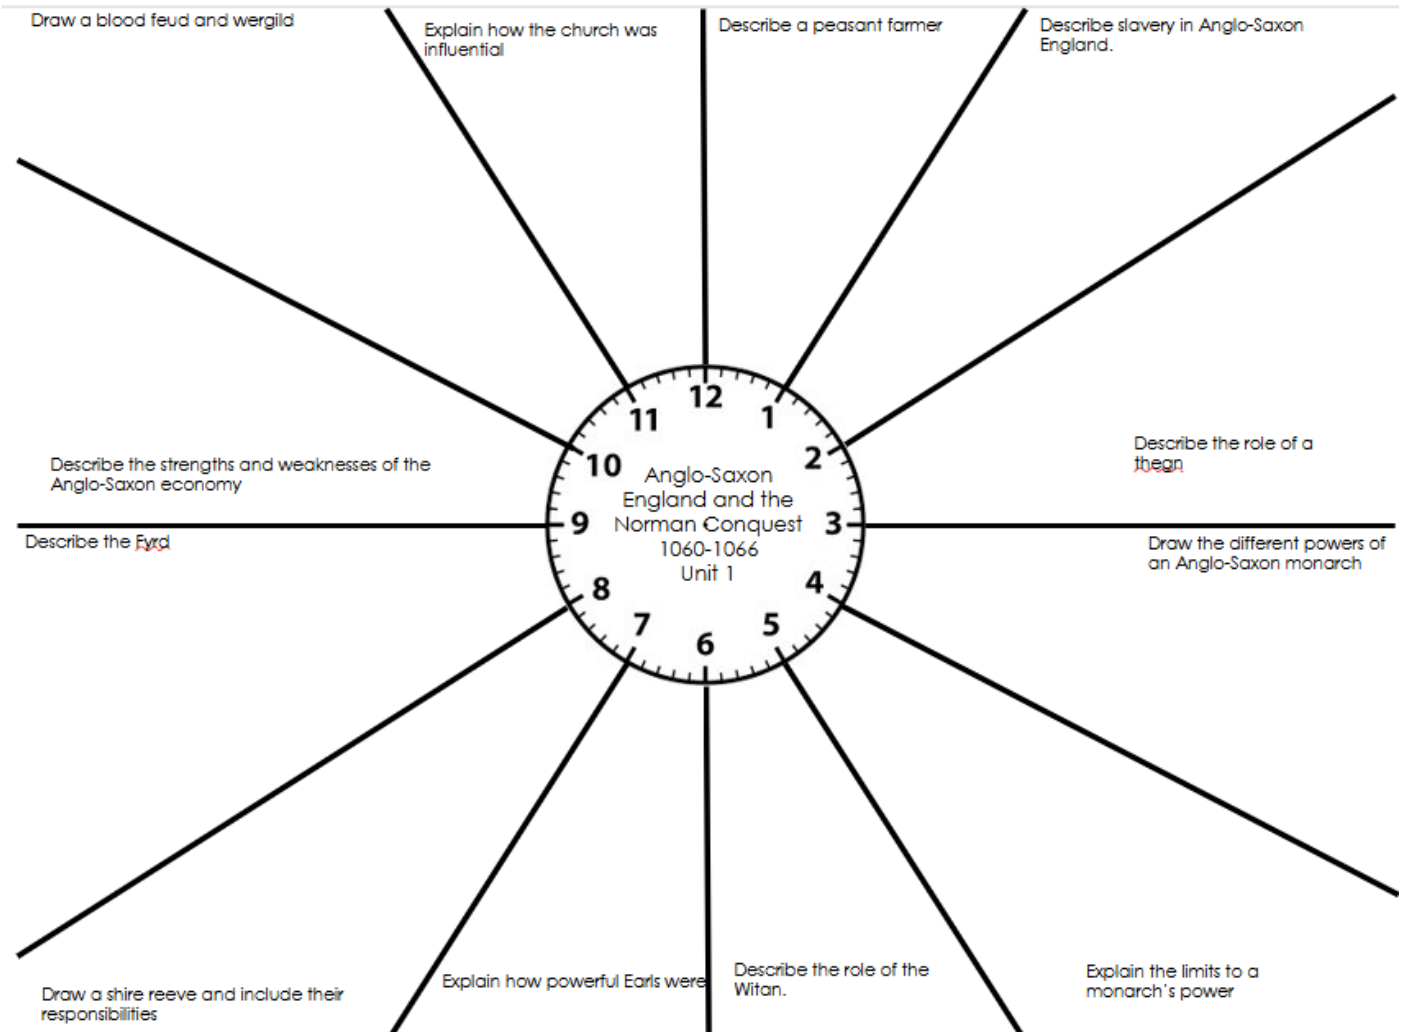 Draw a blood feud and wergild
Explain how the church was
influential
Describe a peasant farmer
Describe slavery in Anglo-Saxon
England.
Describe the role of a
thegn
Draw the different powers of
an Anglo-Saxon monarch
Explain the limits to a
monarch's power
Describe the role of the
Witan.
Explain how powerful Earls were
Draw a shire reeve and include their
responsibilities
Describe the Fyrd
Describe the strengths and weaknesses of the
Anglo-Saxon economy
12
1
2
3
4
5
6
7
8
9
10
11
Anglo-Saxon
England and the
Norman Conquest
1060-1066
Unit 1